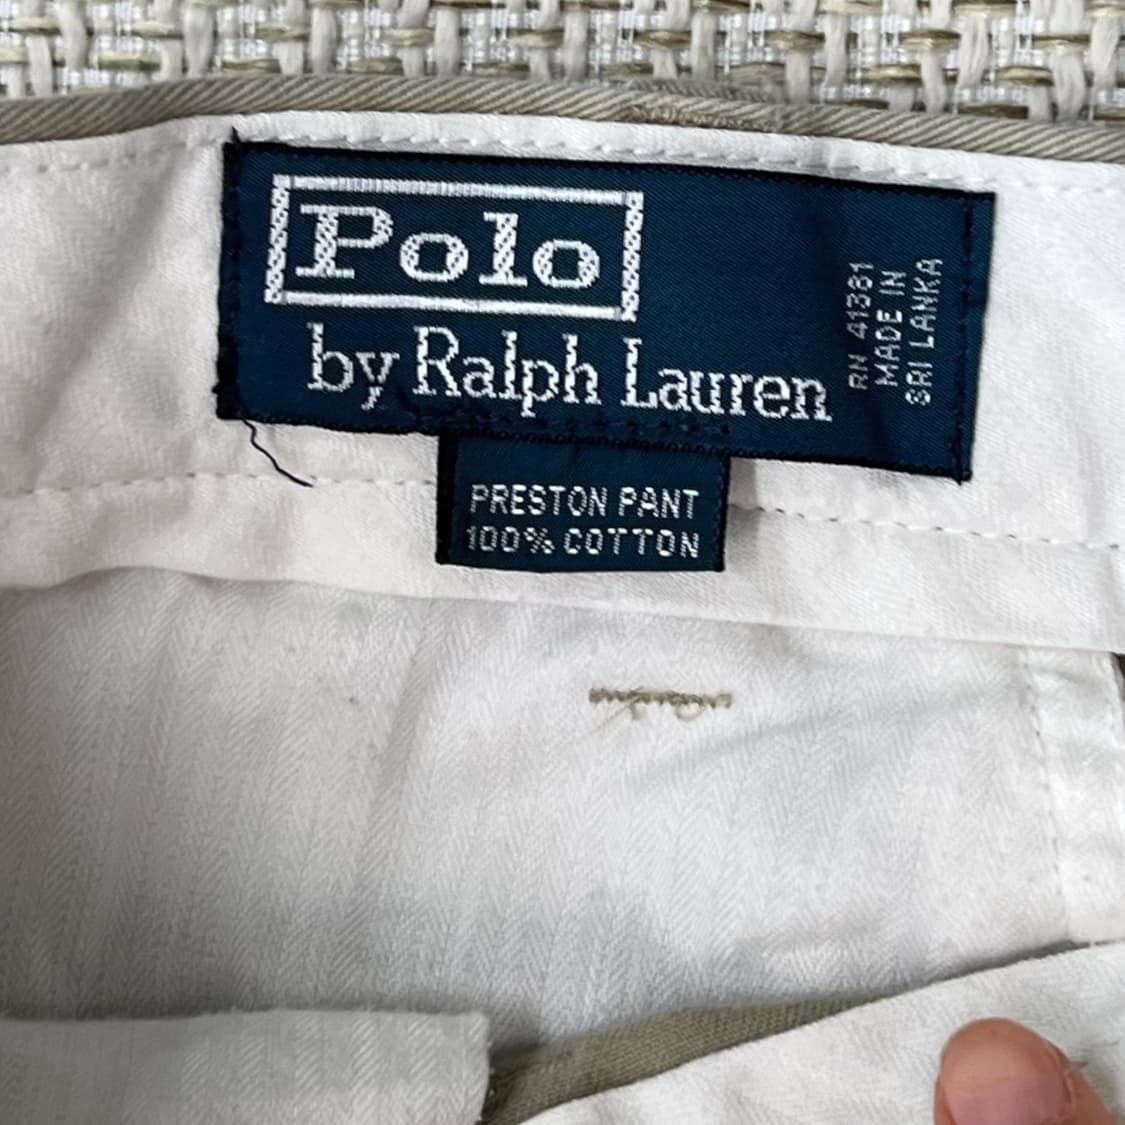 Polo
by Ralph Lauren
RN 41381
MADE IN
SRI LANKA
PRESTON PANT
100% COTTON